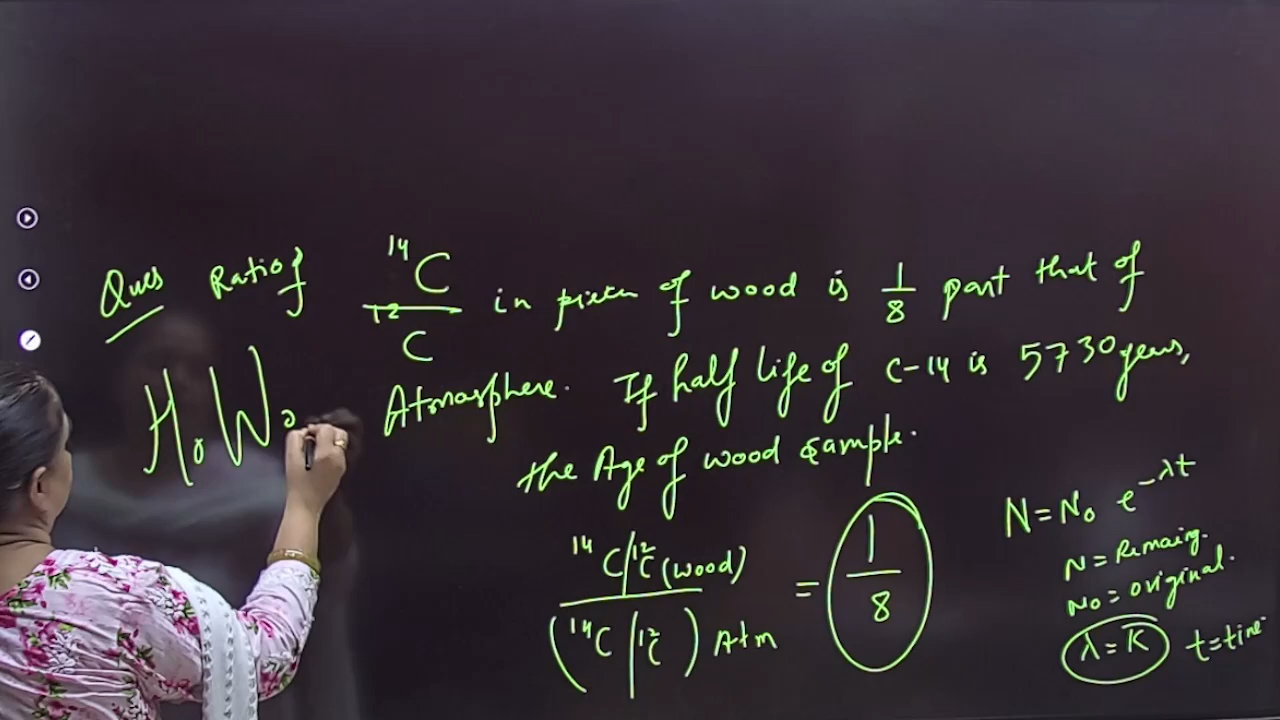 Ques Ratio of ¹⁴C/¹²C in of wood is 1/8 part that of
H.W. Atmosphere. If half life of C-14 is 5730 years,
the Age of wood sample.
¹⁴C/¹²C (wood) / (¹⁴C/¹²C) Atm = 1/8
N = N₀ e^-λt
N = Remaing.
N₀ = original.
λ = K t = time